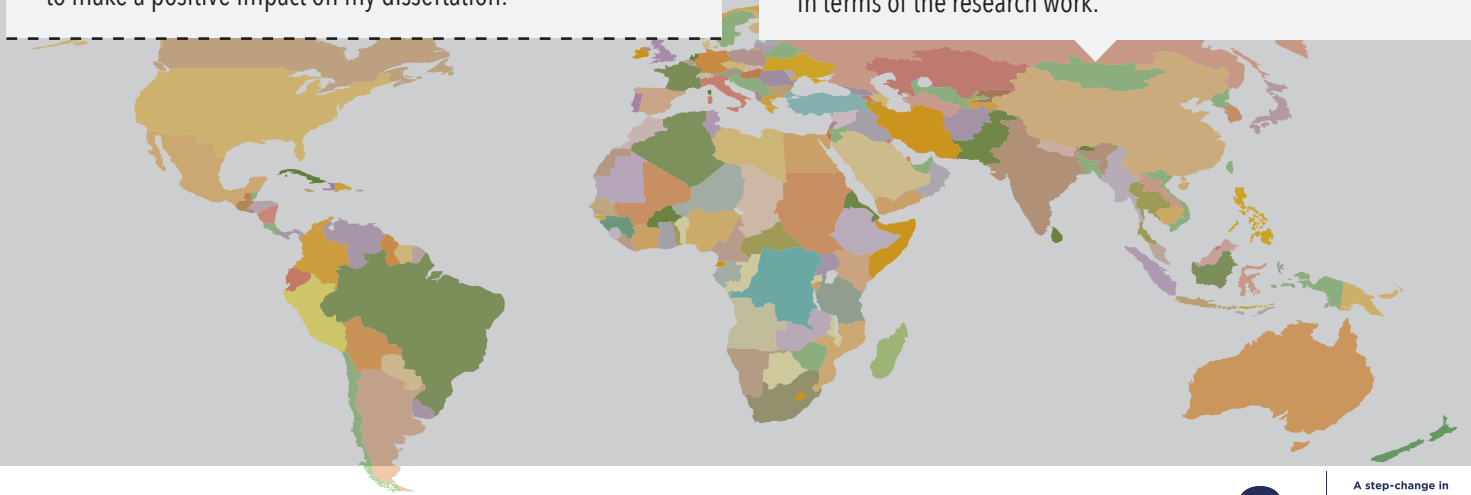 to make a positive impact on my dissertation.
in terms of the research work.
A step-change in